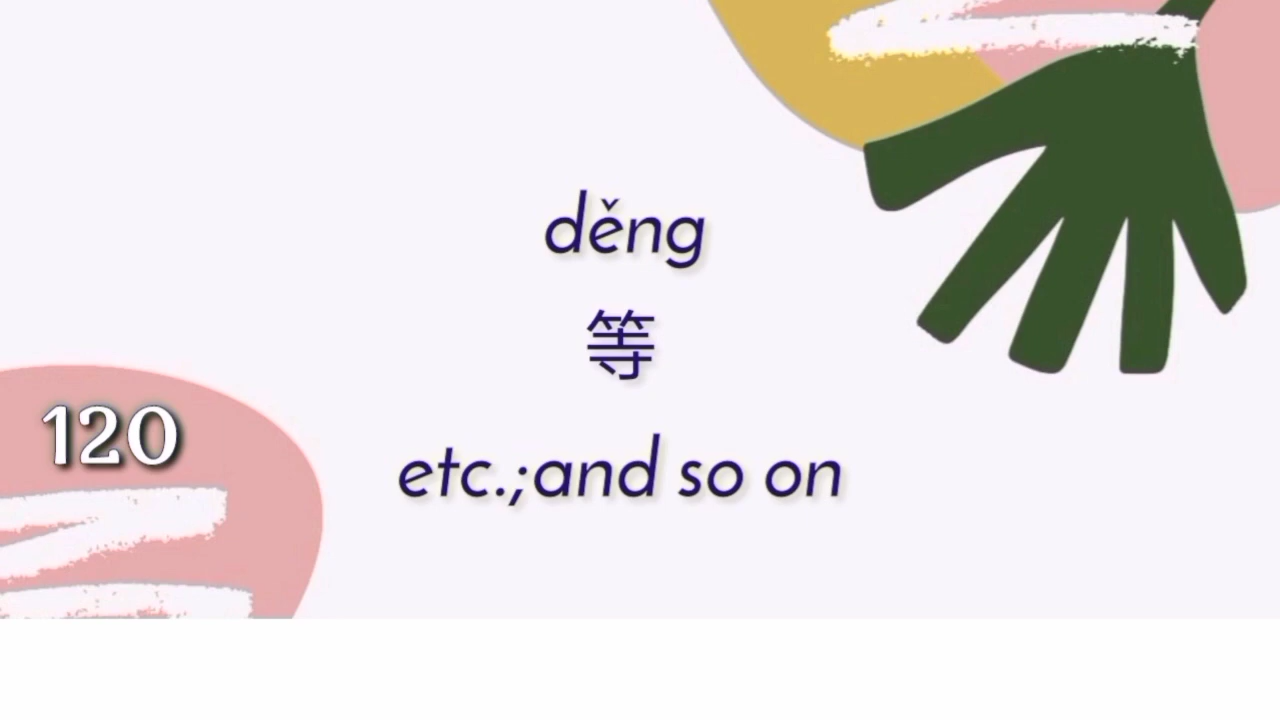 děng
等
etc.;and so on
120